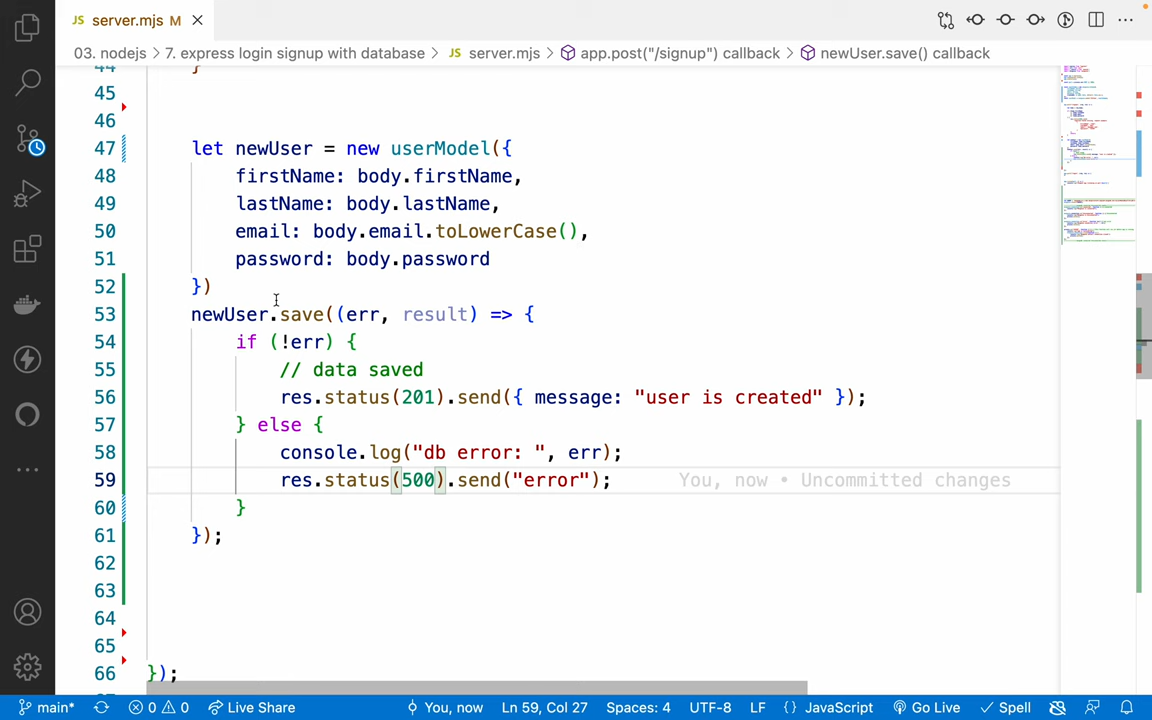 JS server.mjs M
03. nodejs > 7. express login signup with database > JS server.mjs > app.post("/signup") callback > newUser.save() callback
44 }
45
46
47 let newUser = new userModel({
48 firstName: body.firstName,
49 lastName: body.lastName,
50 email: body.email.toLowerCase(),
51 password: body.password
52 })
53 newUser.save((err, result) => {
54 if (!err) {
55 // data saved
56 res.status(201).send({ message: "user is created" });
57 } else {
58 console.log("db error: ", err);
59 res.status(500).send("error"); You, now • Uncommitted changes
60 }
61 });
62
63
64
65
66 });
main* 0 0 Live Share You, now Ln 59, Col 27 Spaces: 4 UTF-8 LF {} JavaScript Go Live Spell